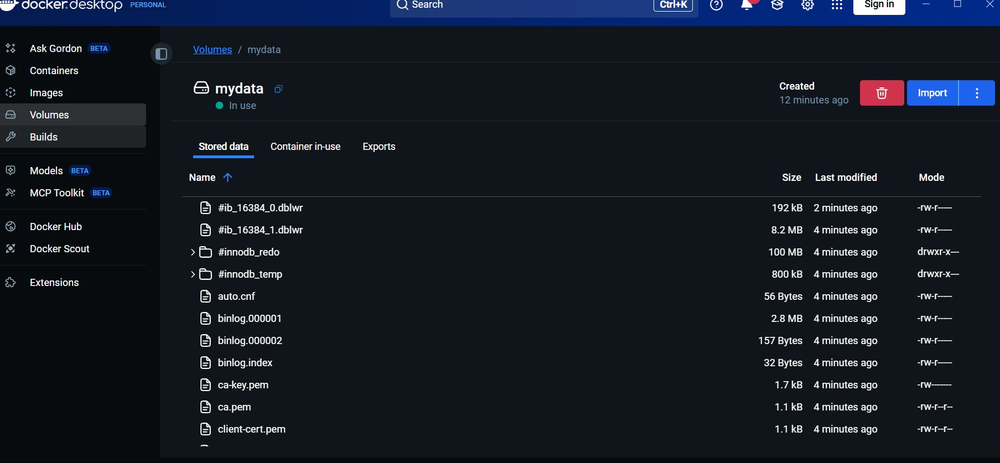 docker.desktop PERSONAL Search Ctrl+K Sign in
Ask Gordon BETA
Containers
Images
Volumes
Builds
Models BETA
MCP Toolkit BETA
Docker Hub
Docker Scout
Extensions
Volumes / mydata
mydata
In use
Created
12 minutes ago
Import
Stored data Container in-use Exports
Name Size Last modified Mode
#ib_16384_0.dblwr 192 kB 2 minutes ago -rw-r-----
#ib_16384_1.dblwr 8.2 MB 4 minutes ago -rw-r-----
#innodb_redo 100 MB 4 minutes ago drwxr-x---
#innodb_temp 800 kB 4 minutes ago drwxr-x---
auto.cnf 56 Bytes 4 minutes ago -rw-r-----
binlog.000001 2.8 MB 4 minutes ago -rw-r-----
binlog.000002 157 Bytes 4 minutes ago -rw-r-----
binlog.index 32 Bytes 4 minutes ago -rw-r-----
ca-key.pem 1.7 kB 4 minutes ago -rw-------
ca.pem 1.1 kB 4 minutes ago -rw-r--r--
client-cert.pem 1.1 kB 4 minutes ago -rw-r--r--